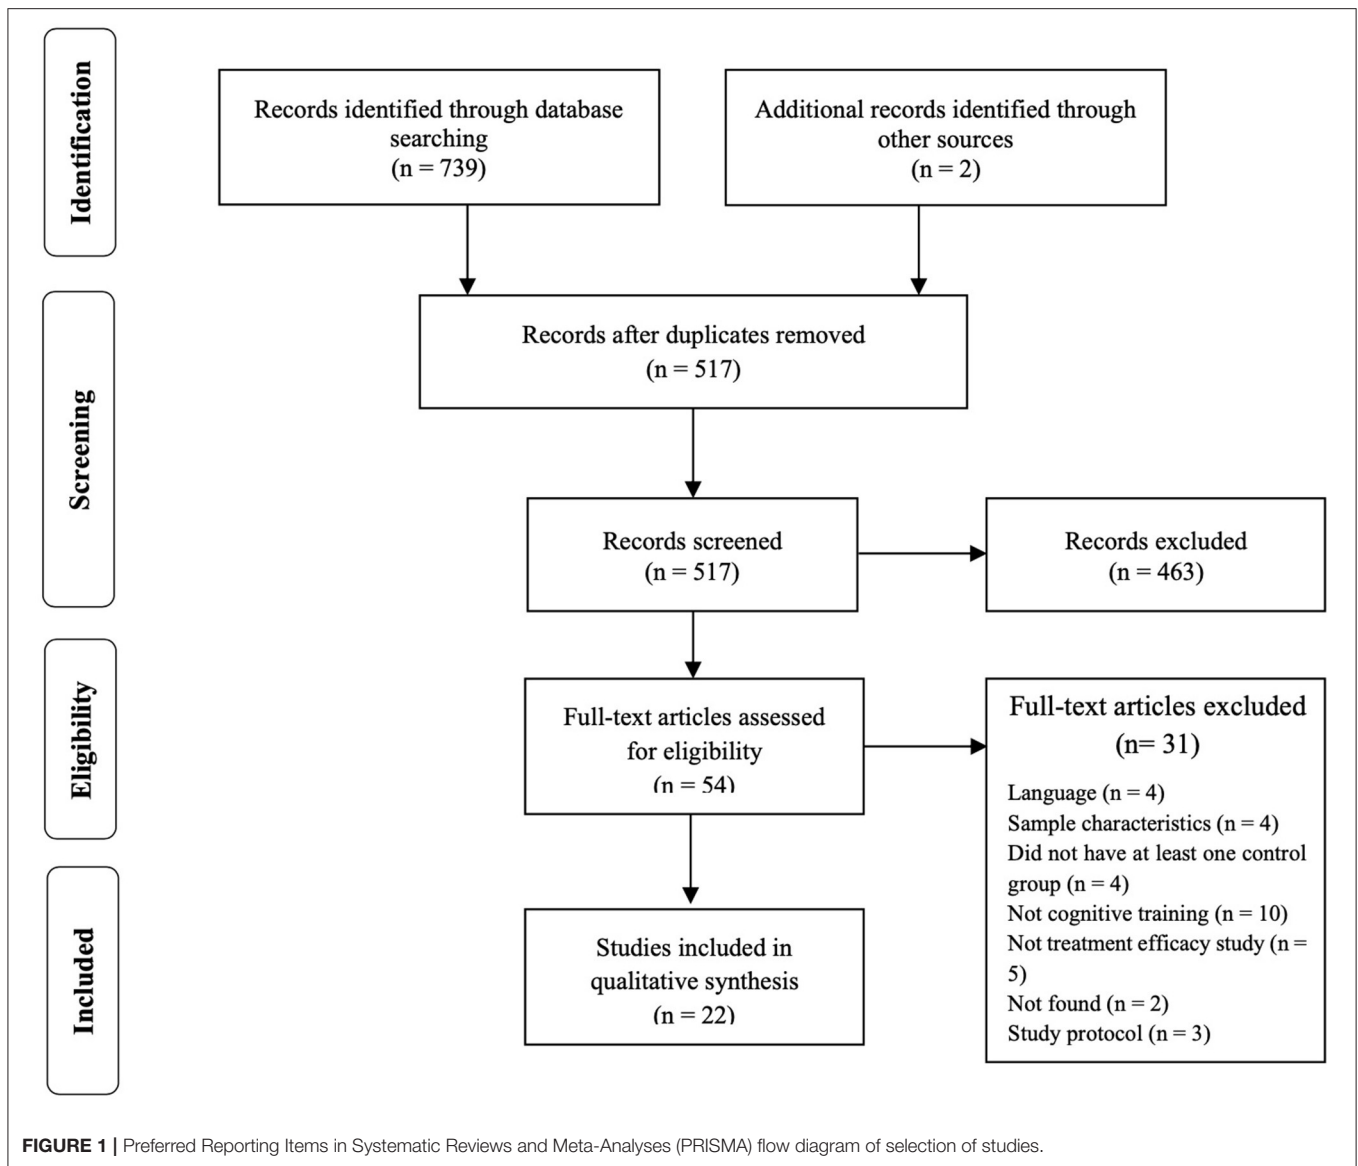 Identification
Records identified through database
searching
(n = 739)
Additional records identified through
other sources
(n = 2)
Screening
Records after duplicates removed
(n = 517)
Records screened
(n = 517)
Records excluded
(n = 463)
Eligibility
Full-text articles assessed
for eligibility
(n = 54)
Full-text articles excluded
(n= 31)
Language (n = 4)
Sample characteristics (n = 4)
Did not have at least one control
group (n = 4)
Not cognitive training (n = 10)
Not treatment efficacy study (n =
5)
Not found (n = 2)
Study protocol (n = 3)
Included
Studies included in
qualitative synthesis
(n = 22)
FIGURE 1 | Preferred Reporting Items in Systematic Reviews and Meta-Analyses (PRISMA) flow diagram of selection of studies.